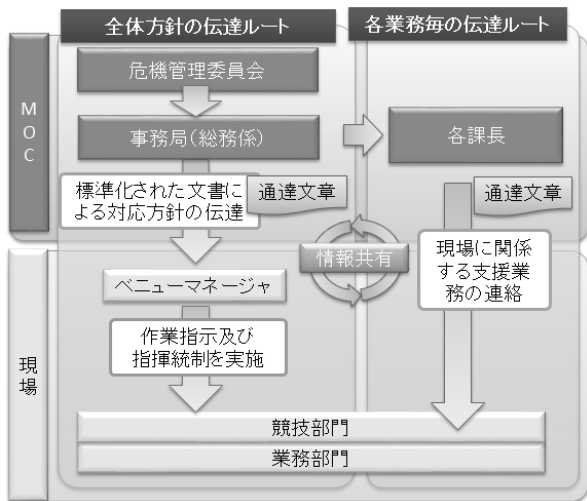 全体方針の伝達ルート
各業務毎の伝達ルート
MOC
危機管理委員会
事務局(総務係)
各課長
標準化された文書に
よる対応方針の伝達
通達文章
通達文章
情報共有
現場に関係
する支援業
務の連絡
現場
ベニューマネージャ
作業指示及び
指揮統制を実施
競技部門
業務部門